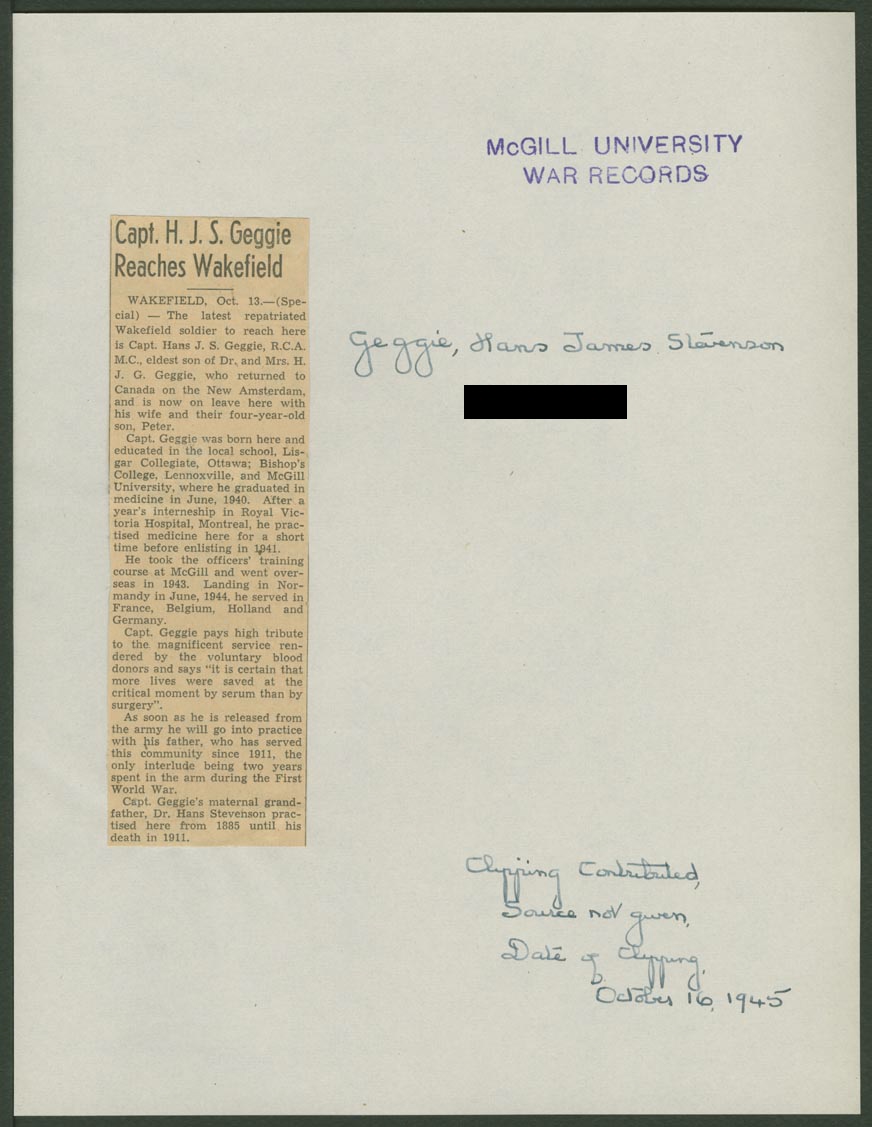 McGILL UNIVERSITY
WAR RECORDS
Capt. H. J. S. Geggie
Reaches Wakefield
WAKEFIELD, Oct. 13.—(Spe-
cial) — The latest repatriated
Wakefield soldier to reach here
is Capt. Hans J. S. Geggie, R.C.A.
M.C., eldest son of Dr. and Mrs. H.
J. G. Geggie, who returned to
Canada on the New Amsterdam,
and is now on leave here with
his wife and their four-year-old
son, Peter.
Capt. Geggie was born here and
educated in the local school, Lis-
gar Collegiate, Ottawa; Bishop's
College, Lennoxville, and McGill
University, where he graduated in
medicine in June, 1940. After a
year's interneship in Royal Vic-
toria Hospital, Montreal, he prac-
tised medicine here for a short
time before enlisting in 1941.
He took the officers' training
course at McGill and went over-
seas in 1943. Landing in Nor-
mandy in June, 1944, he served in
France, Belgium, Holland and
Germany.
Capt. Geggie pays high tribute
to the magnificent service ren-
dered by the voluntary blood
donors and says "it is certain that
more lives were saved at the
critical moment by serum than by
surgery".
As soon as he is released from
the army he will go into practice
with his father, who has served
this community since 1911, the
only interlude being two years
spent in the arm during the First
World War.
Capt. Geggie's maternal grand-
father, Dr. Hans Stevenson prac-
tised here from 1885 until his
death in 1911.
Geggie, Hans James Stevenson
Clipping Contributed,
Source not given,
Date of Clipping,
October 16, 1945